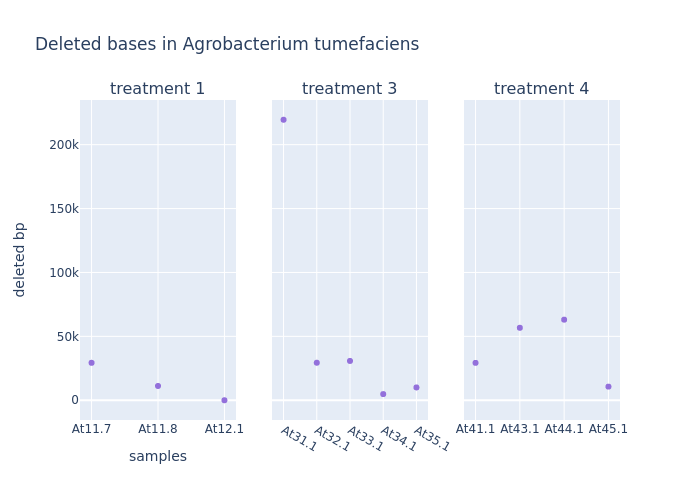 Deleted bases in Agrobacterium tumefaciens
treatment 1
treatment 3
treatment 4
200k
150k
100k
50k
0
deleted bp
At11.7 At11.8 At12.1
At31.1 At32.1 At33.1 At34.1 At35.1
At41.1 At43.1 At44.1 At45.1
samples